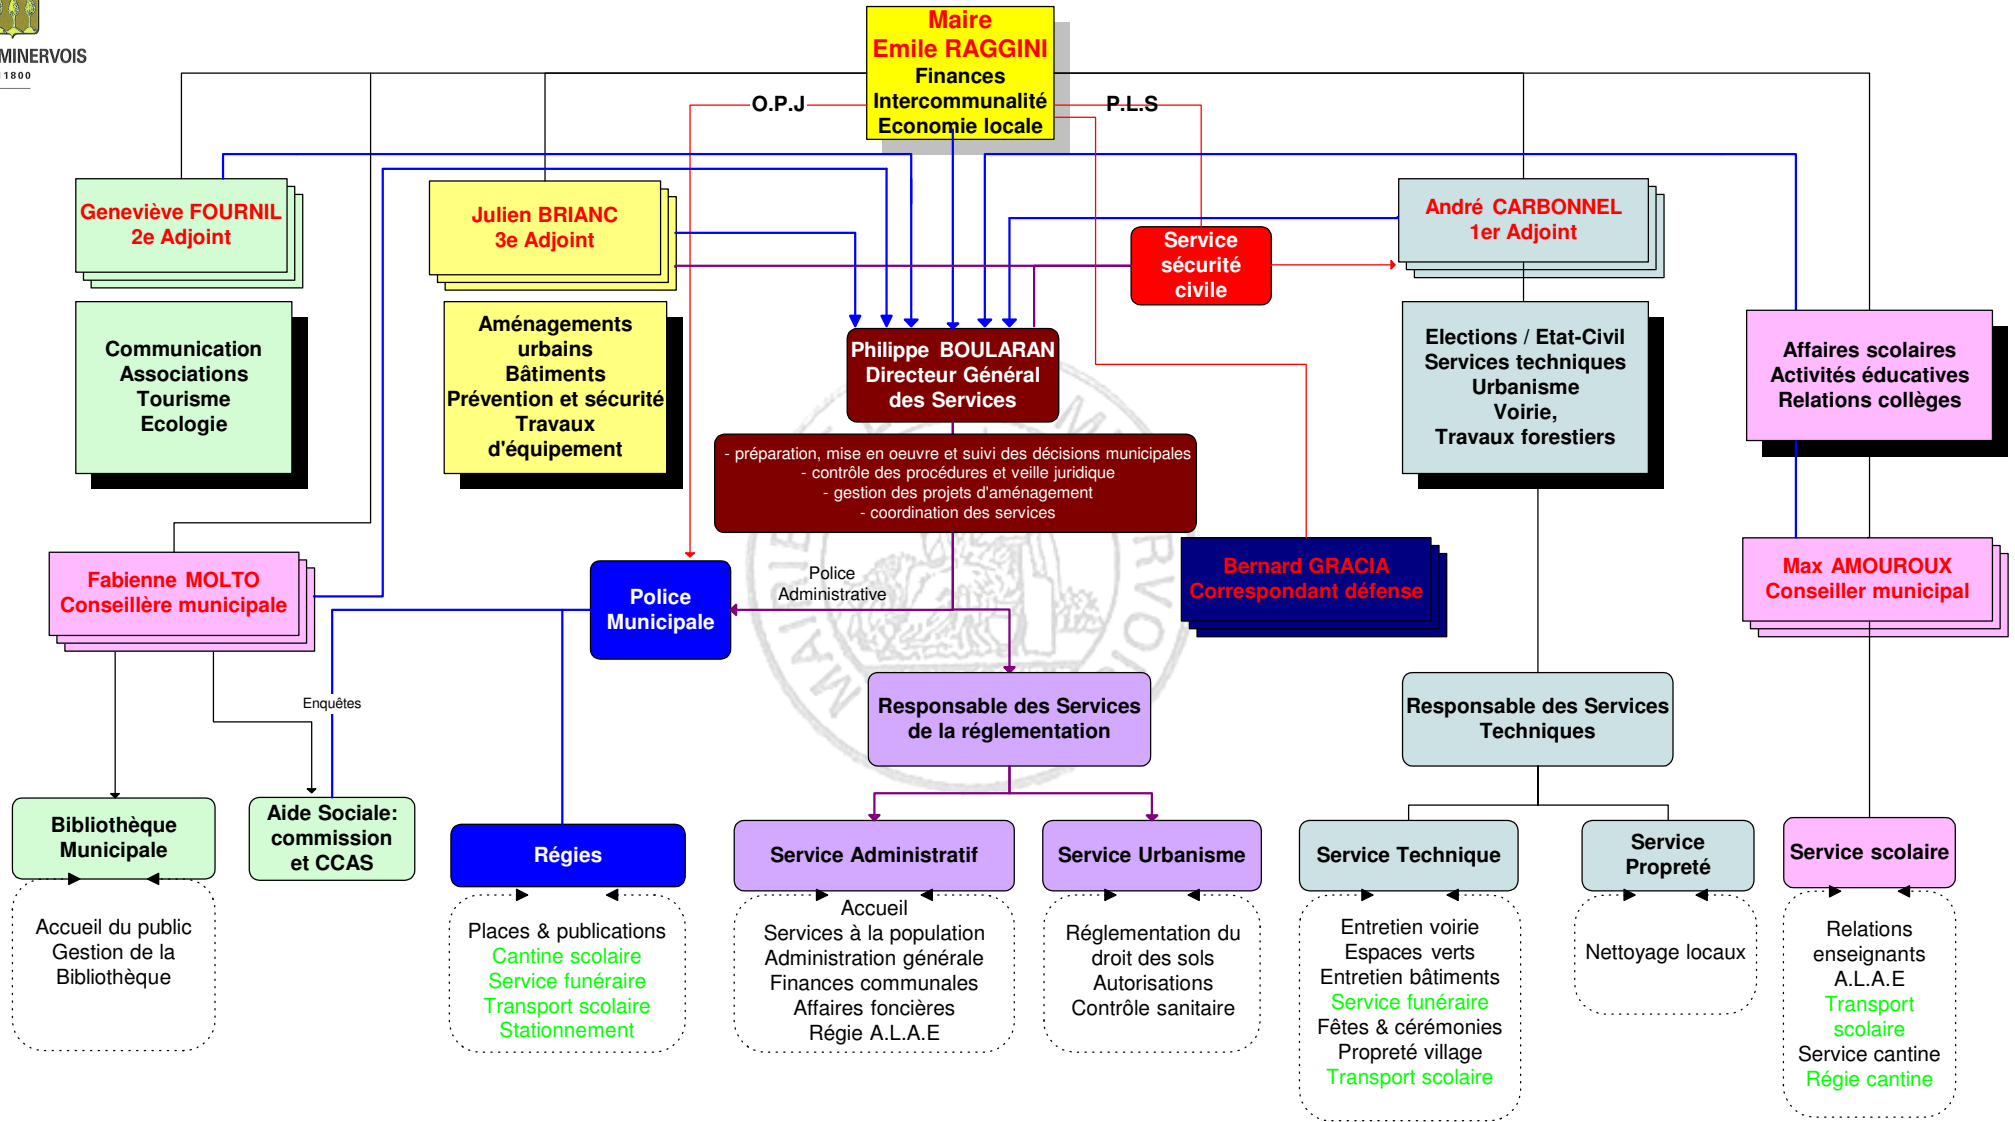 MINERVOIS
11800
Maire
Emile RAGGINI
Finances
Intercommunalité
Economie locale
O.P.J
P.L.S
Geneviève FOURNIL
2e Adjoint
Julien BRIANC
3e Adjoint
André CARBONNEL
1er Adjoint
Service
sécurité
civile
Communication
Associations
Tourisme
Ecologie
Aménagements
urbains
Bâtiments
Prévention et sécurité
Travaux
d'équipement
Philippe BOULARAN
Directeur Général
des Services
Elections / Etat-Civil
Services techniques
Urbanisme
Voirie,
Travaux forestiers
Affaires scolaires
Activités éducatives
Relations collèges
- préparation, mise en oeuvre et suivi des décisions municipales
- contrôle des procédures et veille juridique
- gestion des projets d'aménagement
- coordination des services
Fabienne MOLTO
Conseillère municipale
Police
Municipale
Police
Administrative
Bernard GRACIA
Correspondant défense
Max AMOUROUX
Conseiller municipal
Enquêtes
Responsable des Services
de la réglementation
Responsable des Services
Techniques
Bibliothèque
Municipale
Aide Sociale:
commission
et CCAS
Régies
Service Administratif
Service Urbanisme
Service Technique
Service
Propreté
Service scolaire
Accueil du public
Gestion de la
Bibliothèque
Places & publications
Cantine scolaire
Service funéraire
Transport scolaire
Stationnement
Accueil
Services à la population
Administration générale
Finances communales
Affaires foncières
Régie A.L.A.E
Réglementation du
droit des sols
Autorisations
Contrôle sanitaire
Entretien voirie
Espaces verts
Entretien bâtiments
Service funéraire
Fêtes & cérémonies
Propreté village
Transport scolaire
Nettoyage locaux
Relations
enseignants
A.L.A.E
Transport
scolaire
Service cantine
Régie cantine